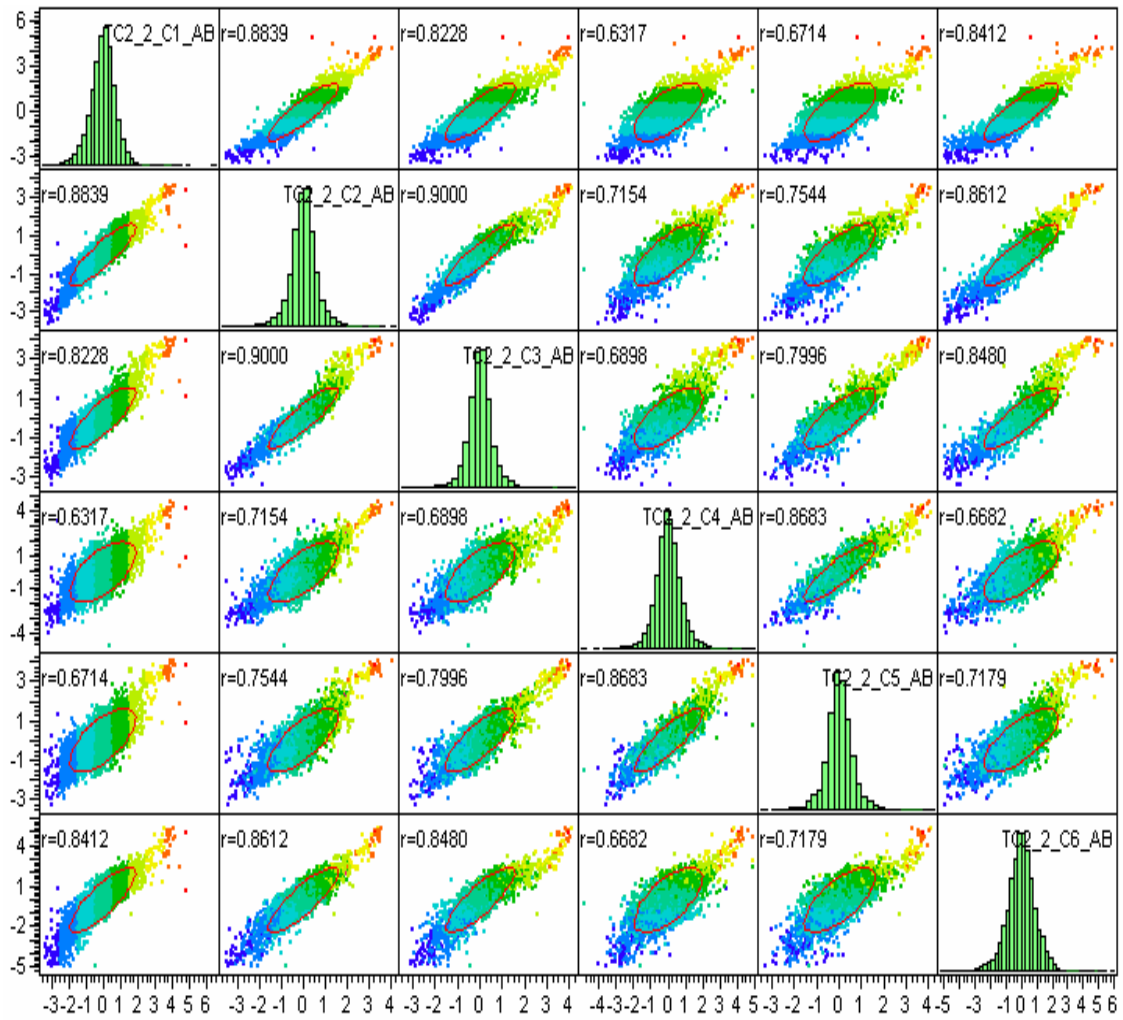 6 TC2_2_C1_AB r=0.8839 r=0.8228 r=0.6317 r=0.6714 r=0.8412
3
0
-3
3 r=0.8839 TC2_2_C2_AB r=0.9000 r=0.7154 r=0.7544 r=0.8612
1
-1
-3
r=0.8228 r=0.9000 TC2_2_C3_AB r=0.6898 r=0.7996 r=0.8480
3
1
-1
-3
4 r=0.6317 r=0.7154 r=0.6898 TC2_2_C4_AB r=0.8683 r=0.6682
1
-1
-4
3 r=0.6714 r=0.7544 r=0.7996 r=0.8683 TC2_2_C5_AB r=0.7179
1
-1
-3
4 r=0.8412 r=0.8612 r=0.8480 r=0.6682 r=0.7179 TC2_2_C6_AB
1
-2
-5
-3 -2 -1 0 1 2 3 4 5 6 -3 -2 -1 0 1 2 3 4 -3 -2 -1 0 1 2 3 4 -4 -3 -2 -1 0 1 2 3 4 5 -3 -2 -1 0 1 2 3 4 -5 -3 -1 0 1 2 3 4 5 6